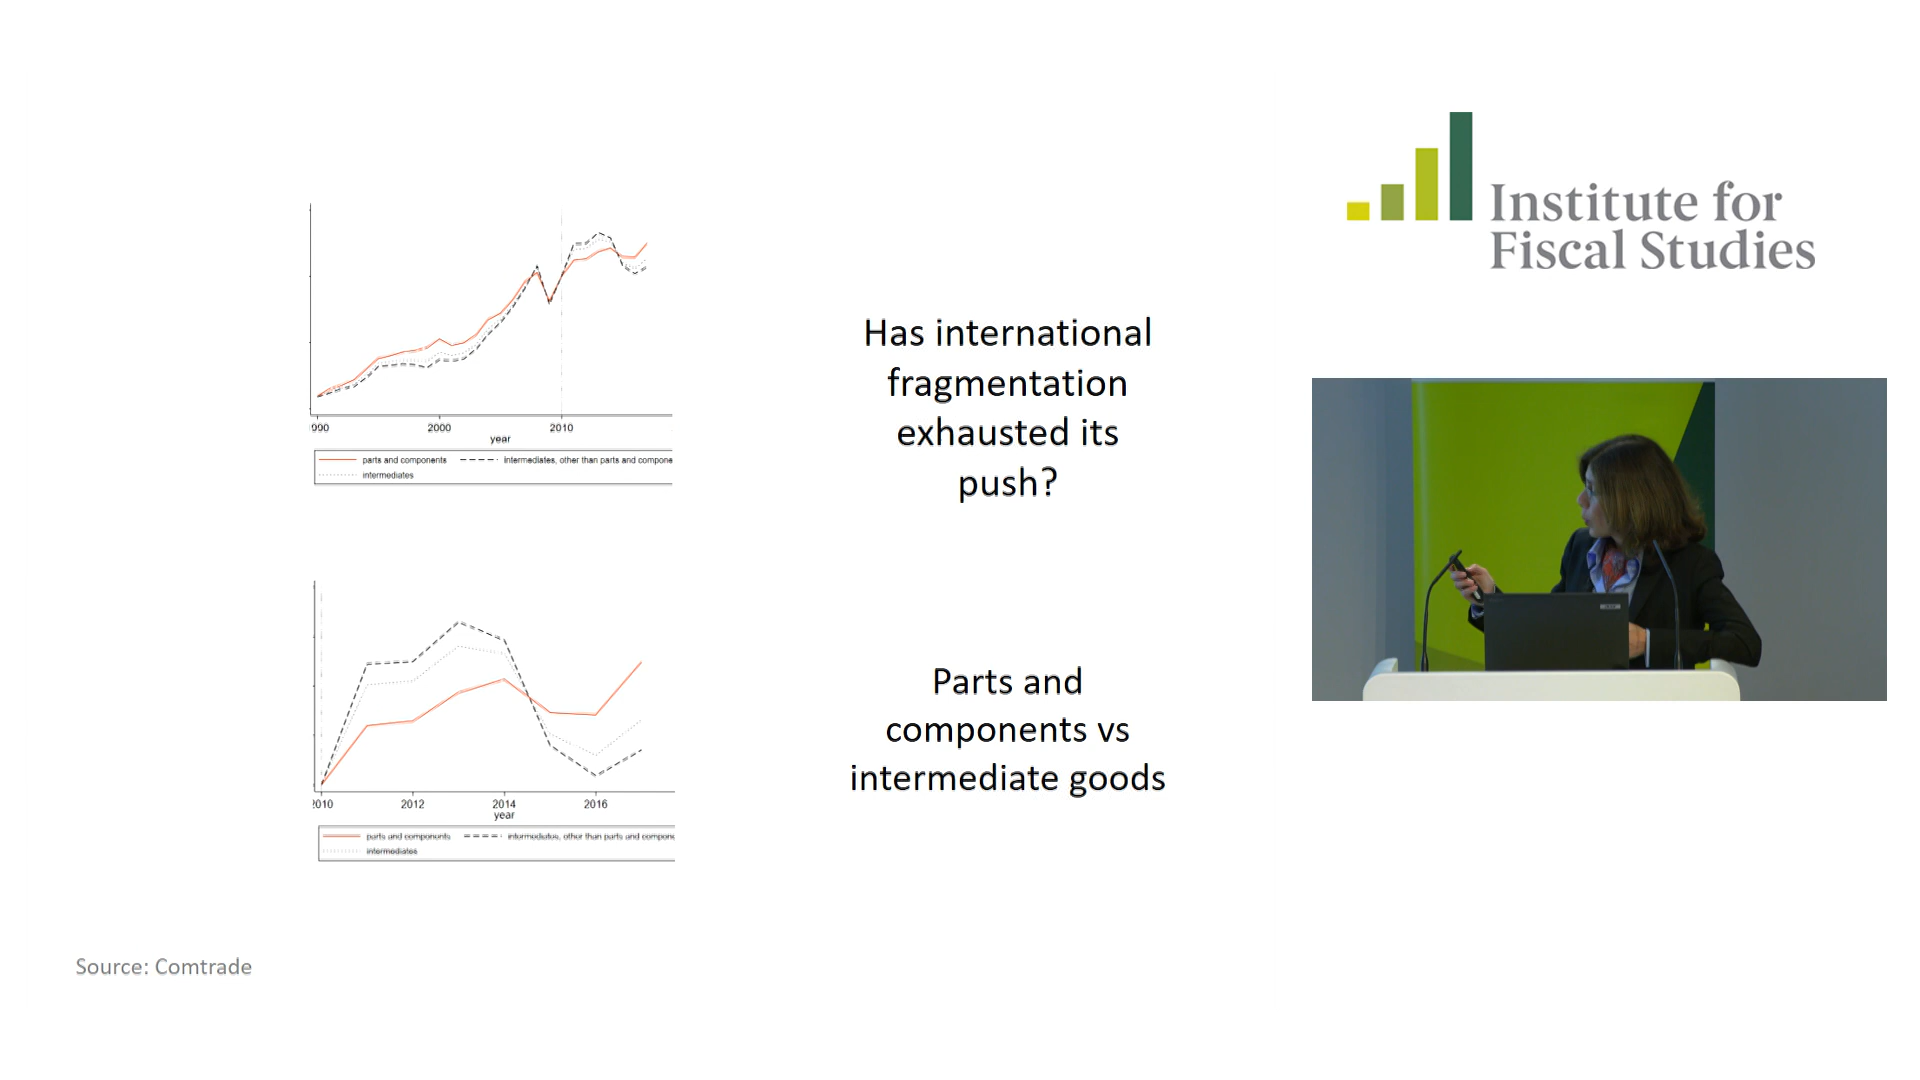 Institute for
Fiscal Studies
990
2000
2010
year
parts and components
intermediates, other than parts and compone
intermediates
Has international
fragmentation
exhausted its
push?
2010
2012
2014
2016
year
parts and components
intermediates, other than parts and compone
intermediates
Parts and
components vs
intermediate goods
Source: Comtrade